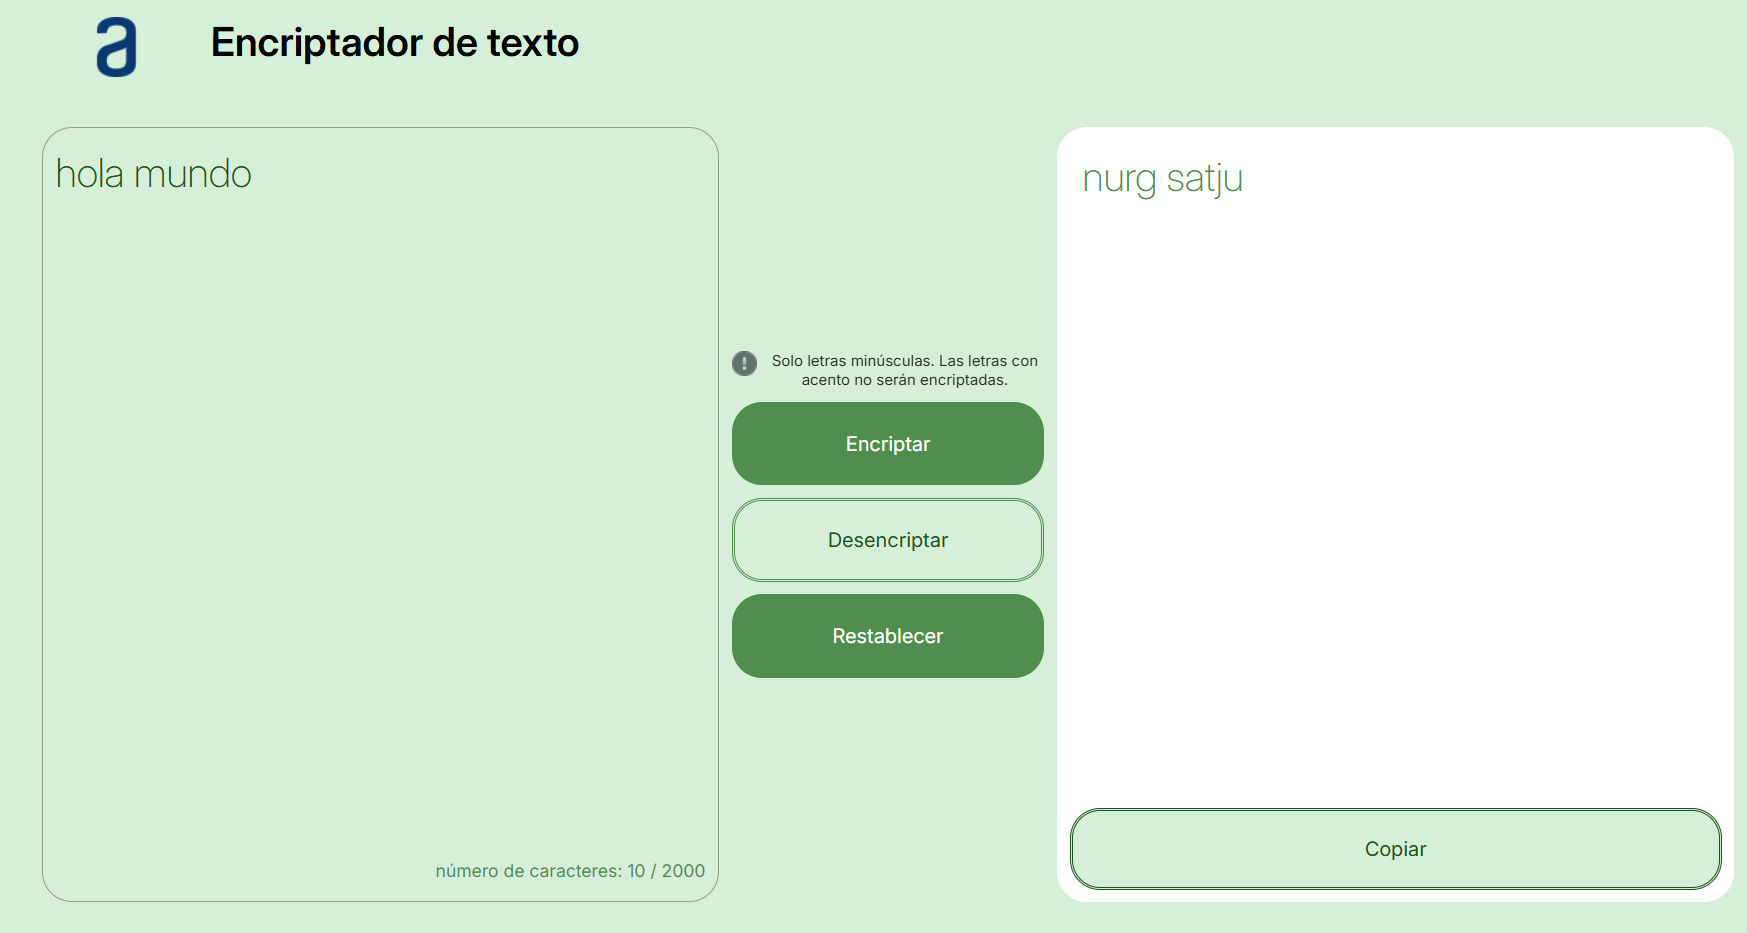 a
Encriptador de texto
hola mundo
número de caracteres: 10 / 2000
Solo letras minúsculas. Las letras con
acento no serán encriptadas.
Encriptar
Desencriptar
Restablecer
nurg satju
Copiar